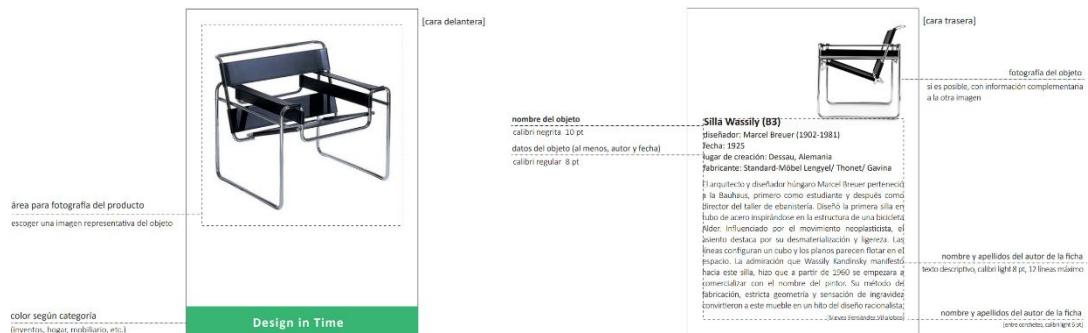 [cara delantera]
área para fotografía del producto
escoger una imagen representativa del objeto
color según categoría
(inventos, hogar, mobiliario, etc.)
Design in Time
[cara trasera]
fotografía del objeto
si es posible, con información complementaria
a la otra imagen
nombre del objeto
calibri negrita 10 pt
datos del objeto (al menos, autor y fecha)
calibri regular 8 pt
Silla Wassily (B3)
diseñador: Marcel Breuer (1902-1981)
fecha: 1925
lugar de creación: Dessau, Alemania
fabricante: Standard-Möbel Lengyel/ Thonet/ Gavina
El arquitecto y diseñador húngaro Marcel Breuer perteneció
a la Bauhaus, primero como estudiante y después como
director del taller de ebanistería. Diseñó la primera silla en
tubo de acero inspirándose en la estructura de una bicicleta
Alder. Influenciado por el movimiento neoplasticista, el
asiento destaca por su desmaterialización y ligereza. Las
líneas configuran un cubo y los planos parecen flotar en el
espacio. La admiración que Wassily Kandinsky manifestó
hacia este silla, hizo que a partir de 1960 se empezara a
comercializar con el nombre del pintor. Su método de
fabricación, estricta geometría y sensación de ingravidez
convirtieron a este mueble en un hito del diseño racionalista.
[Nieves Fernández Villalobos]
nombre y apellidos del autor de la ficha
texto descriptivo, calibri light 8 pt, 12 líneas máximo
nombre y apellidos del autor de la ficha
[entre corchetes, calibri light 6 pt]